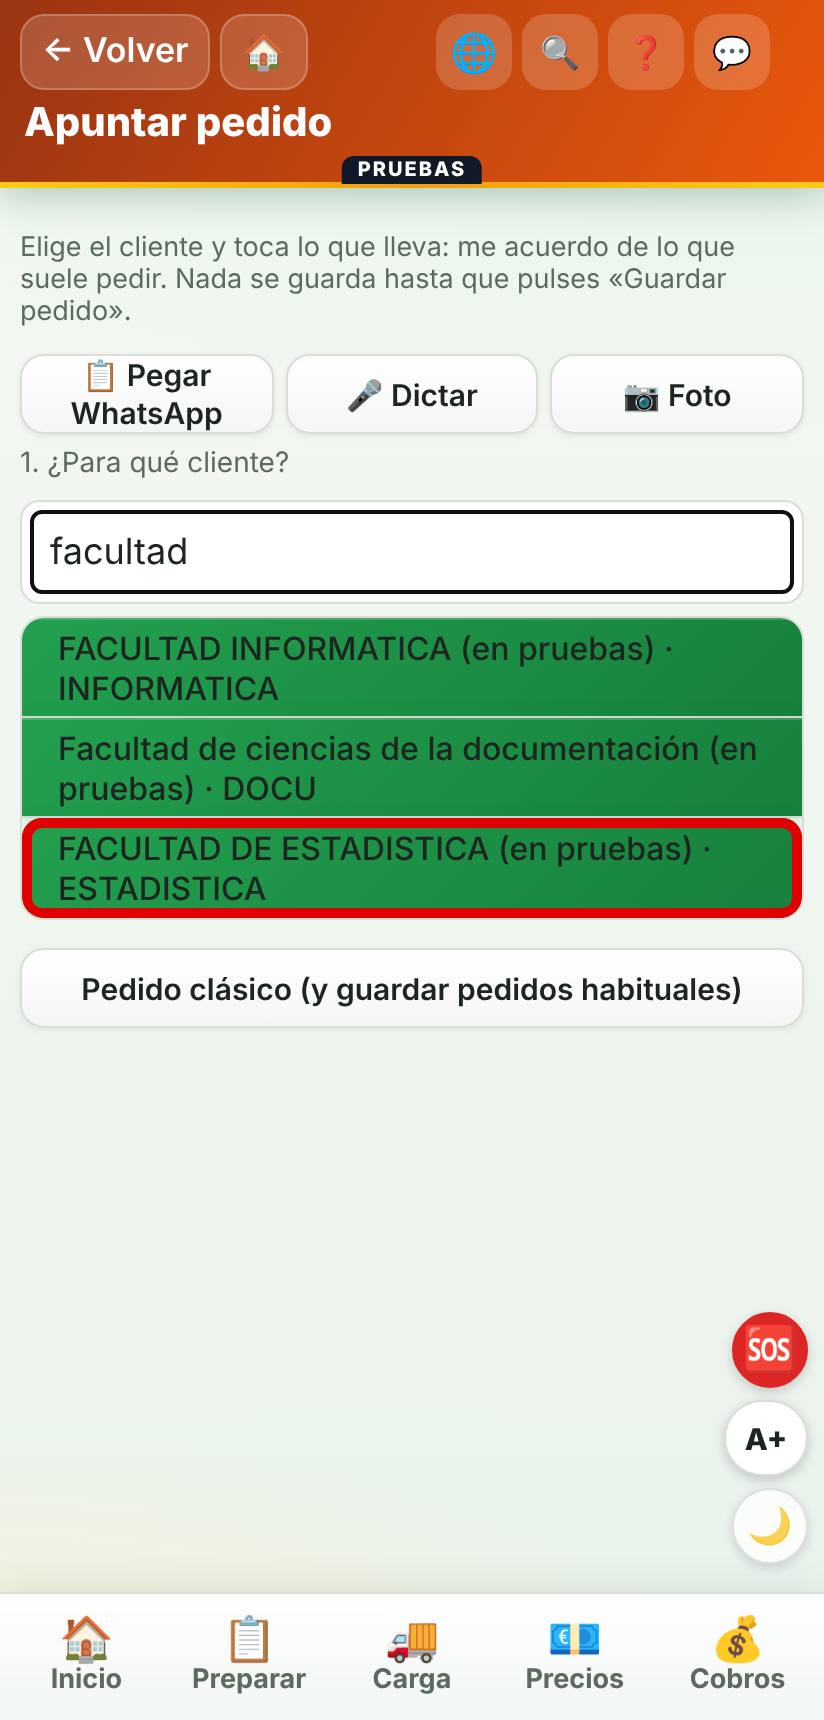 ← Volver
Apuntar pedido
PRUEBAS
Elige el cliente y toca lo que lleva: me acuerdo de lo que
suele pedir. Nada se guarda hasta que pulses «Guardar
pedido».
Pegar
WhatsApp
Dictar
Foto
1. ¿Para qué cliente?
facultad
FACULTAD INFORMATICA (en pruebas) ·
INFORMATICA
Facultad de ciencias de la documentación (en
pruebas) · DOCU
FACULTAD DE ESTADISTICA (en pruebas) ·
ESTADISTICA
Pedido clásico (y guardar pedidos habituales)
SOS
A+
Inicio
Preparar
Carga
Precios
Cobros